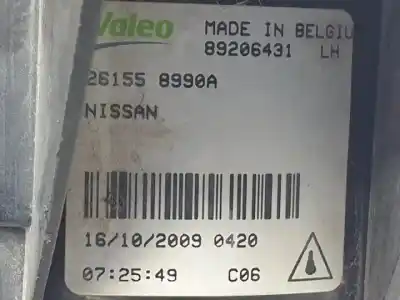 Valeo MADE IN BELGIU
89206431 LH
26155 8990A
NISSAN
16/10/2009 0420
07:25:49 C06